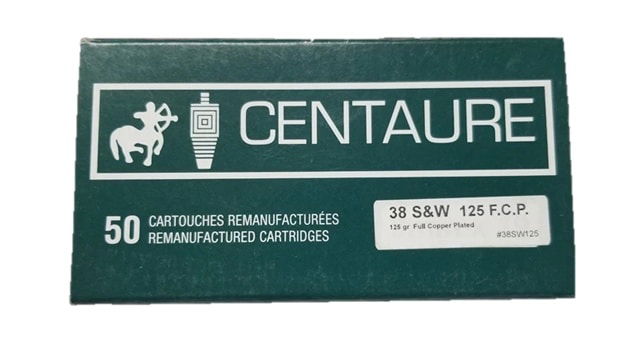 CENTAURE
50 CARTOUCHES REMANUFACTURÉES
REMANUFACTURED CARTRIDGES
38 S&W 125 F.C.P.
125 gr Full Copper Plated
#38SW125